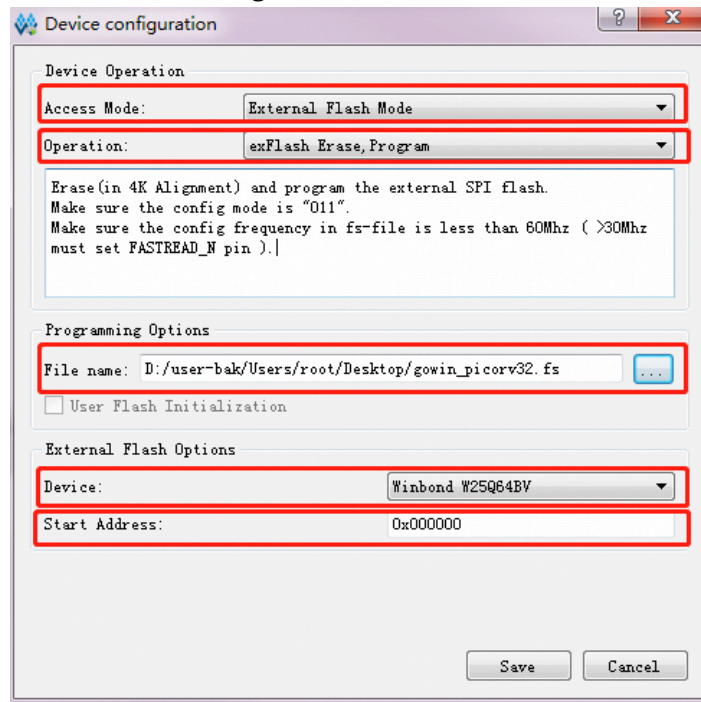 Device configuration
Device Operation
Access Mode: External Flash Mode
Operation: exFlash Erase,Program
Erase(in 4K Alignment) and program the external SPI flash.
Make sure the config mode is "011".
Make sure the config frequency in fs-file is less than 60Mhz ( >30Mhz
must set FASTREAD_N pin ).
Programming Options
File name: D:/user-bak/Users/root/Desktop/gowin_picorv32.fs ...
User Flash Initialization
External Flash Options
Device: Winbond W25Q64BV
Start Address: 0x000000
Save Cancel